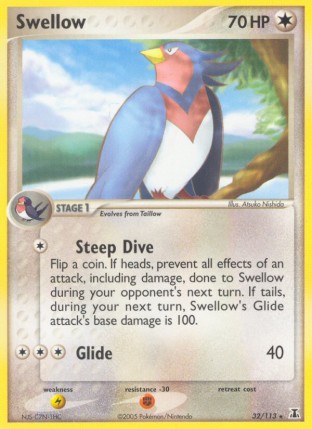 Swellow 70 HP
Illus. Atsuko Nishida
STAGE 1
Evolves from Taillow
Steep Dive
Flip a coin. If heads, prevent all effects of an
attack, including damage, done to Swellow
during your opponent's next turn. If tails,
during your next turn, Swellow's Glide
attack's base damage is 100.
Glide 40
weakness resistance -30 retreat cost
©2005 Pokémon/Nintendo 32/113 ★